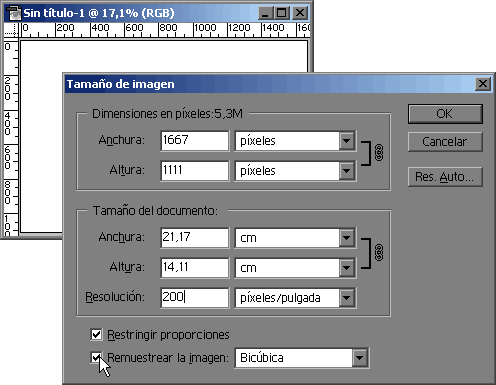 Sin título-1 @ 17,1% (RGB)
0 200 400 600 800 1000 1200 1400 160
0
200
400
600
800
100
Tamaño de imagen
Dimensiones en píxeles:5,3M
Anchura: 1667 píxeles
Altura: 1111 píxeles
OK
Cancelar
Res. Auto...
Tamaño del documento:
Anchura: 21,17 cm
Altura: 14,11 cm
Resolución: 200 píxeles/pulgada
Restringir proporciones
Remuestrear la imagen: Bicúbica